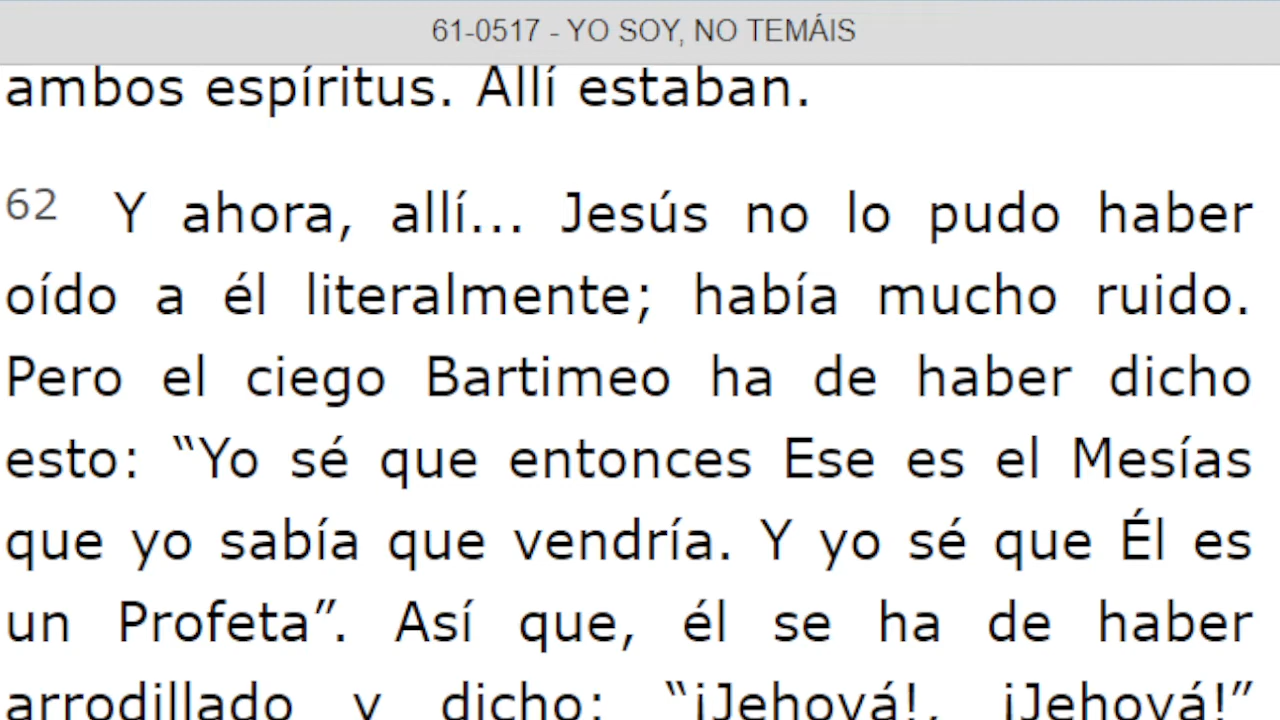 61-0517 - YO SOY, NO TEMÁIS
ambos espíritus. Allí estaban.
62 Y ahora, allí... Jesús no lo pudo haber
oído a él literalmente; había mucho ruido.
Pero el ciego Bartimeo ha de haber dicho
esto: “Yo sé que entonces Ese es el Mesías
que yo sabía que vendría. Y yo sé que Él es
un Profeta”. Así que, él se ha de haber
arrodillado y dicho: “¡Jehová!, ¡Jehová!”